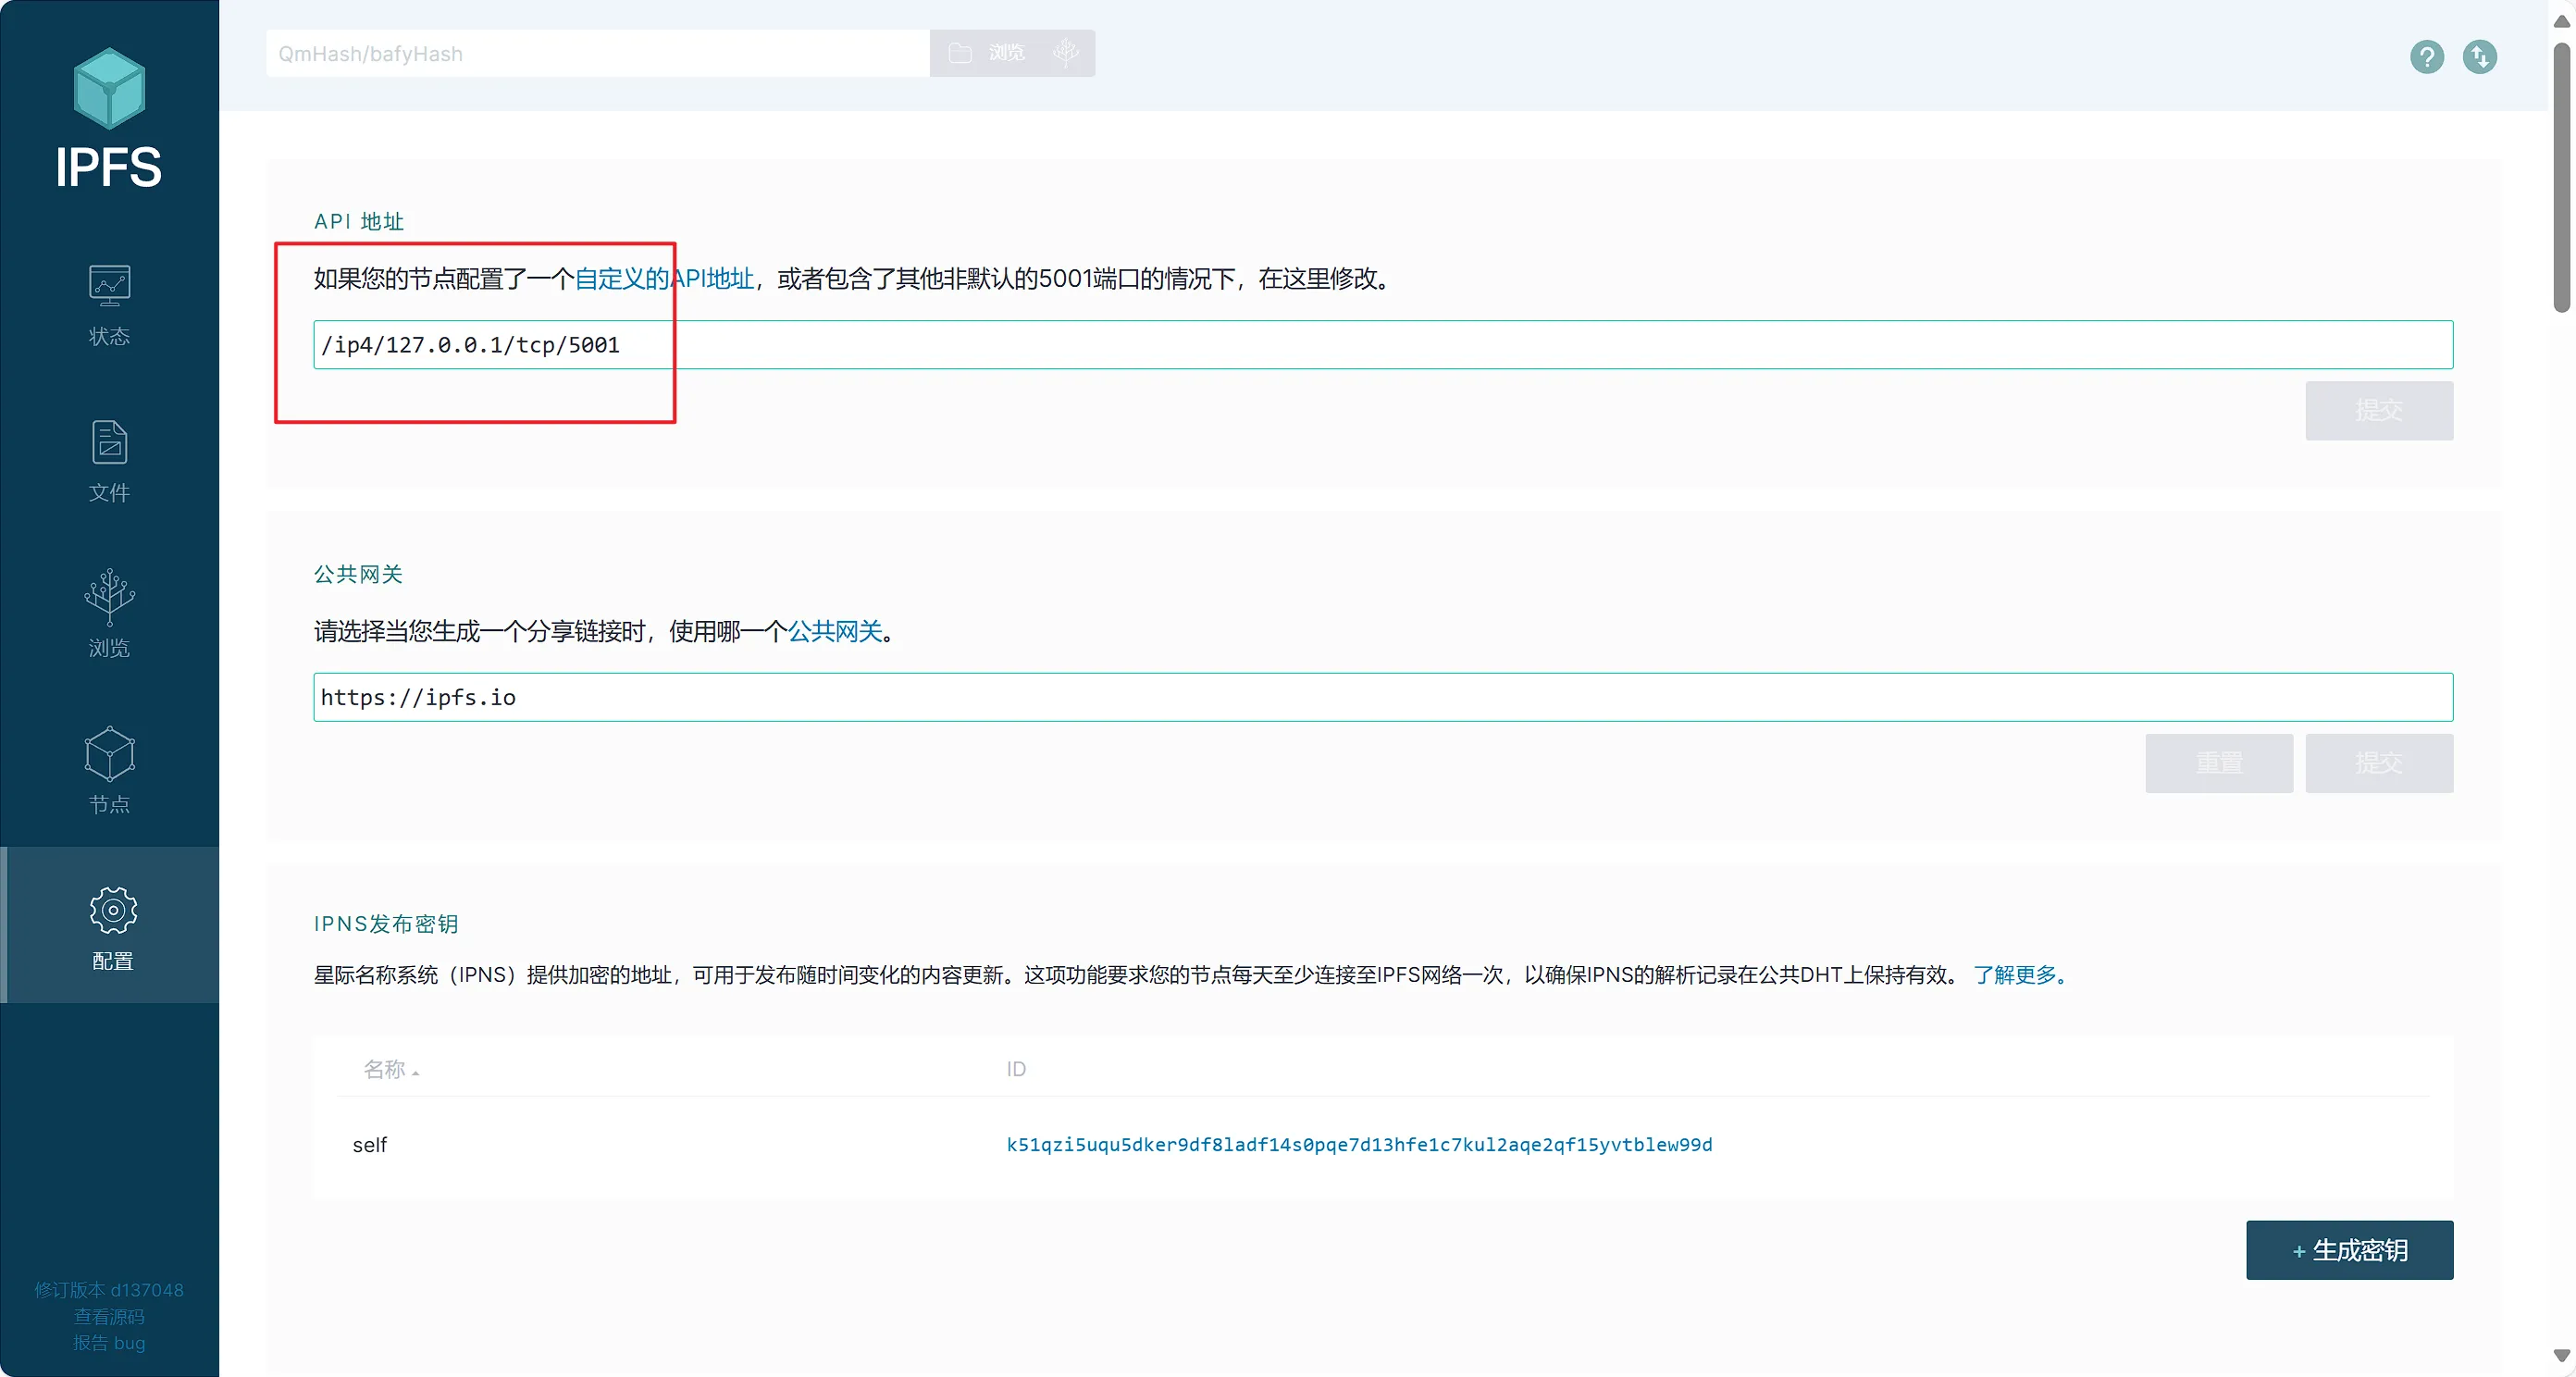 IPFS
状态
文件
浏览
节点
配置
修订版本 d137048
查看源码
报告 bug
QmHash/bafyHash
浏览
API 地址
如果您的节点配置了一个自定义的API地址，或者包含了其他非默认的5001端口的情况下，在这里修改。
/ip4/127.0.0.1/tcp/5001
提交
公共网关
请选择当您生成一个分享链接时，使用哪一个公共网关。
https://ipfs.io
重置 提交
IPNS发布密钥
星际名称系统（IPNS）提供加密的地址，可用于发布随时间变化的内容更新。这项功能要求您的节点每天至少连接至IPFS网络一次，以确保IPNS的解析记录在公共DHT上保持有效。 了解更多。
名称 ID
self k51qzi5uqu5dker9df8ladf14s0pqe7d13hfe1c7kul2aqe2qf15yvtblew99d
+ 生成密钥